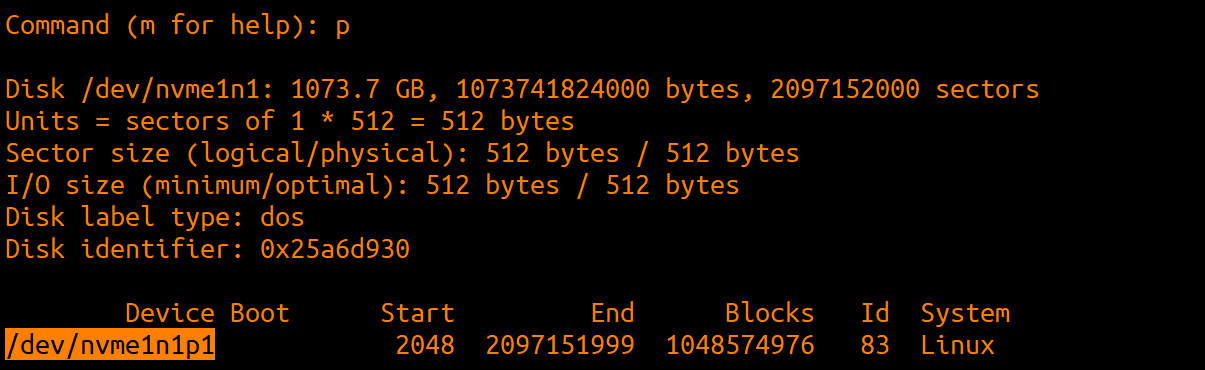 Command (m for help): p
Disk /dev/nvme1n1: 1073.7 GB, 1073741824000 bytes, 2097152000 sectors
Units = sectors of 1 * 512 = 512 bytes
Sector size (logical/physical): 512 bytes / 512 bytes
I/O size (minimum/optimal): 512 bytes / 512 bytes
Disk label type: dos
Disk identifier: 0x25a6d930
Device Boot Start End Blocks Id System
/dev/nvme1n1p1 2048 2097151999 1048574976 83 Linux